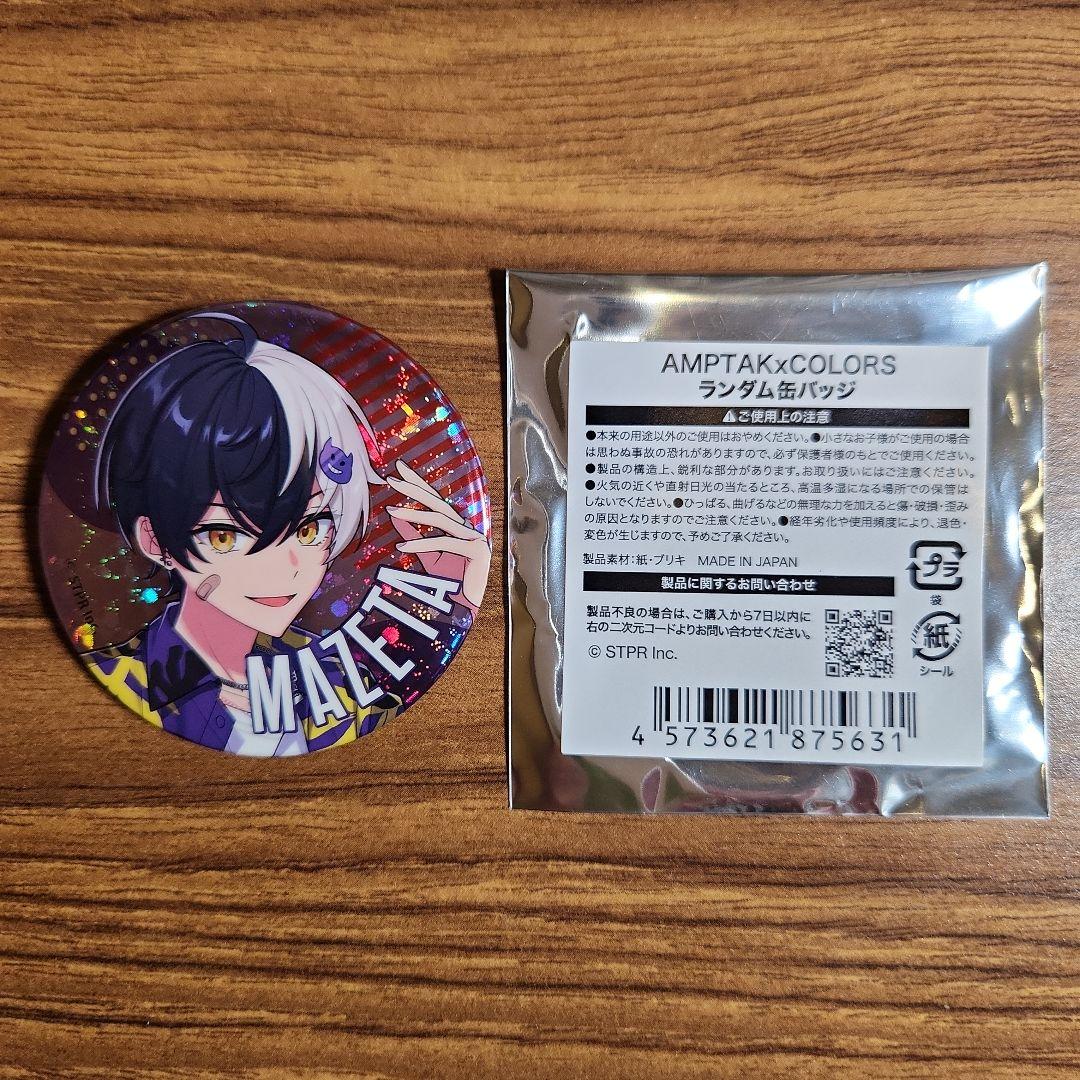 MAZETA
AMPTAKxCOLORS
ランダム缶バッジ
⚠ご使用上の注意
●本来の用途以外のご使用はおやめください。●小さなお子様がご使用の場合
は思わぬ事故の恐れがありますので、必ず保護者様のもとでご使用ください。
●製品の構造上、鋭利な部分があります。お取り扱いにはご注意ください。
●火気の近くや直射日光の当たるところ、高温多湿になる場所での保管は
しないでください。●ひっぱる、曲げるなどの無理な力を加えると傷・破損・歪み
の原因となりますのでご注意ください。●経年劣化や使用頻度により、退色・
変色が生じますので、予めご了承ください。
製品素材:紙・ブリキ MADE IN JAPAN
製品に関するお問い合わせ
製品不良の場合は、ご購入から7日以内に
右の二次元コードよりお問い合わせください。
© STPR Inc.
プラ
袋
紙
シール
4 573621 875631